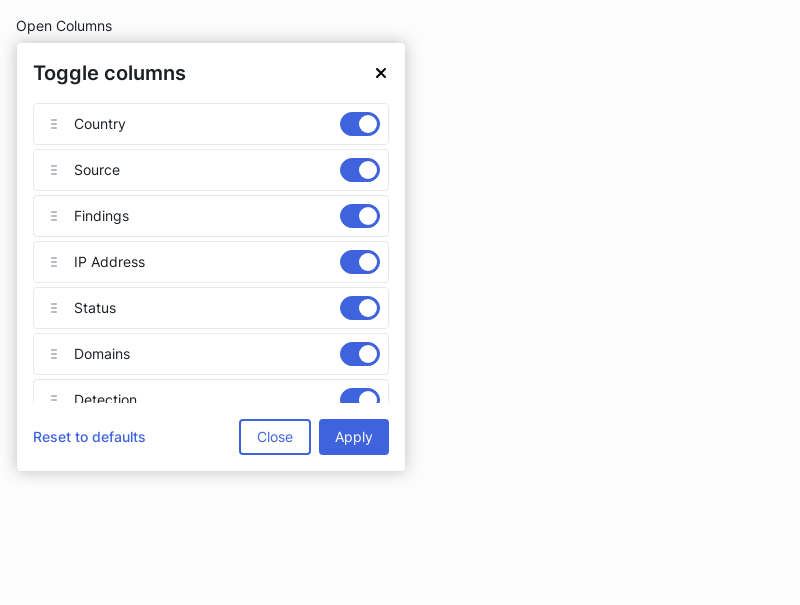 Open Columns
Toggle columns
Country
Source
Findings
IP Address
Status
Domains
Detection
Reset to defaults
Close
Apply